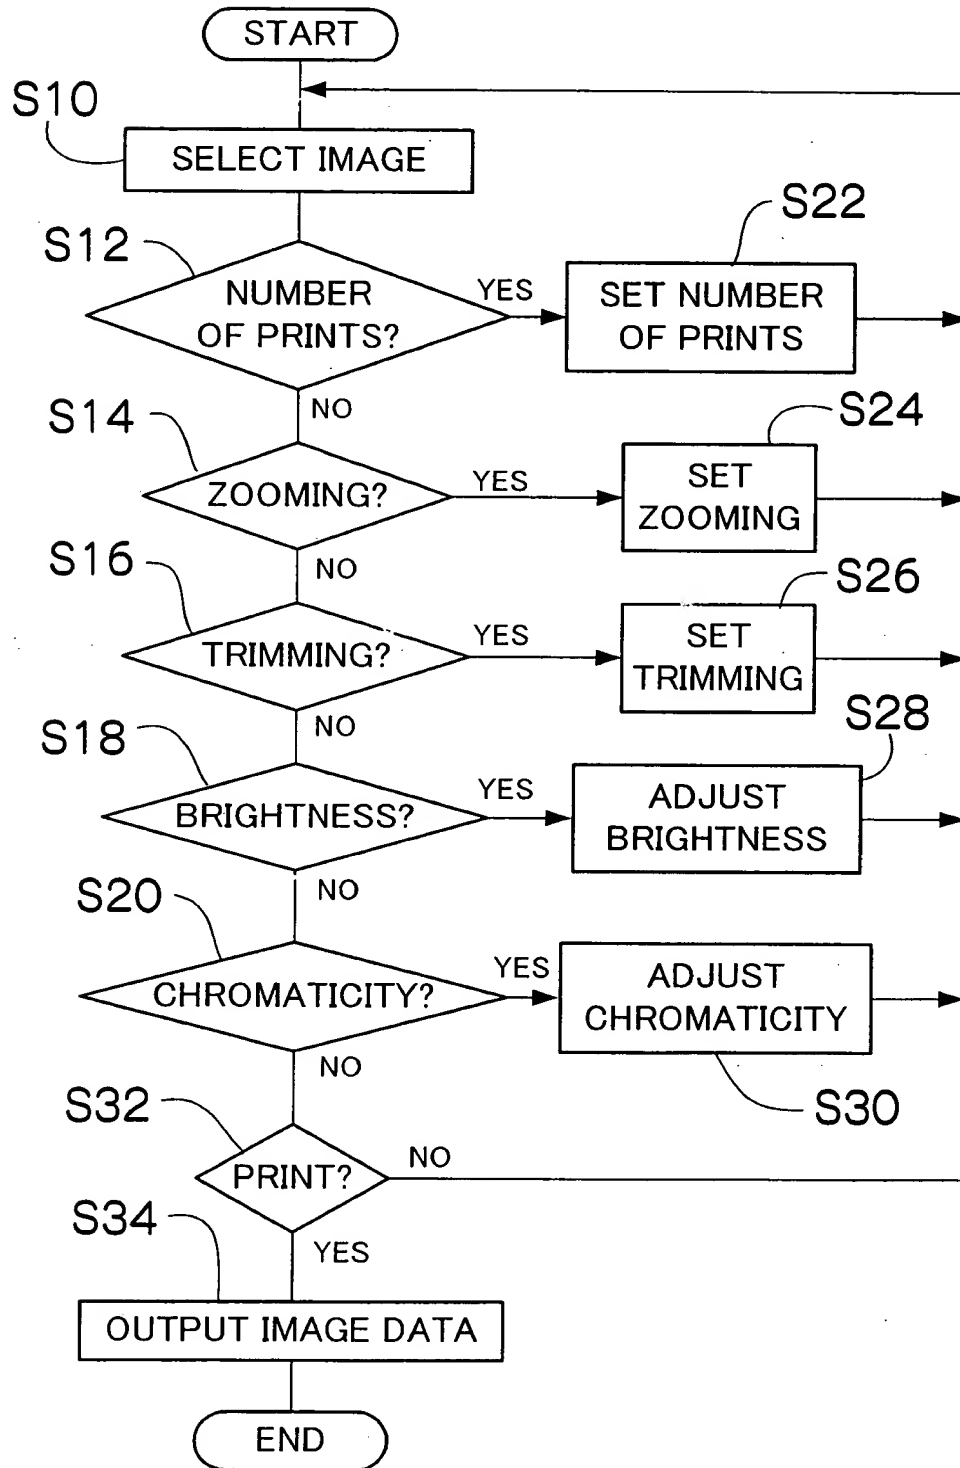 START
S10
SELECT IMAGE
S12
NUMBER
OF PRINTS?
YES
S22
SET NUMBER
OF PRINTS
NO
S14
ZOOMING?
YES
S24
SET
ZOOMING
NO
S16
TRIMMING?
YES
S26
SET
TRIMMING
NO
S18
BRIGHTNESS?
YES
S28
ADJUST
BRIGHTNESS
NO
S20
CHROMATICITY?
YES
ADJUST
CHROMATICITY
S30
NO
S32
PRINT?
NO
YES
S34
OUTPUT IMAGE DATA
END